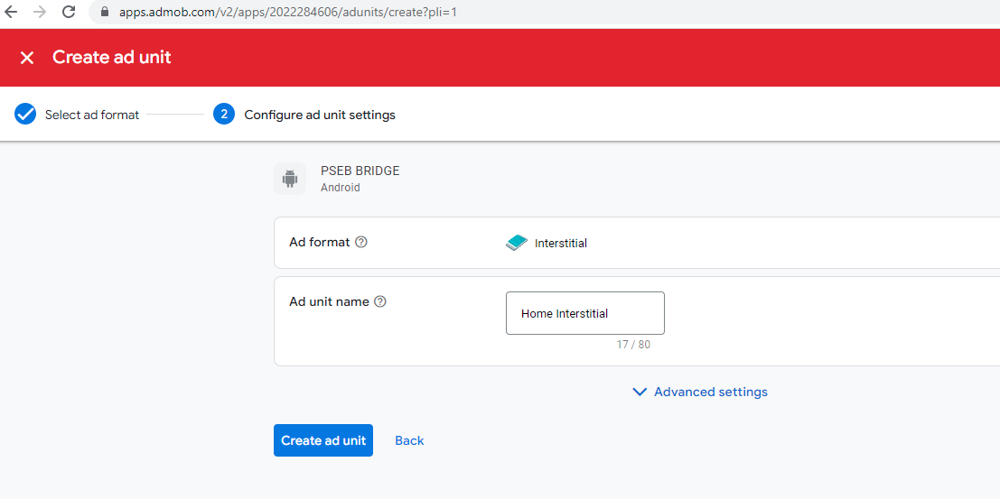 apps.admob.com/v2/apps/2022284606/adunits/create?pli=1
Create ad unit
Select ad format
2 Configure ad unit settings
PSEB BRIDGE
Android
Ad format
Interstitial
Ad unit name
Home Interstitial
17 / 80
Advanced settings
Create ad unit Back